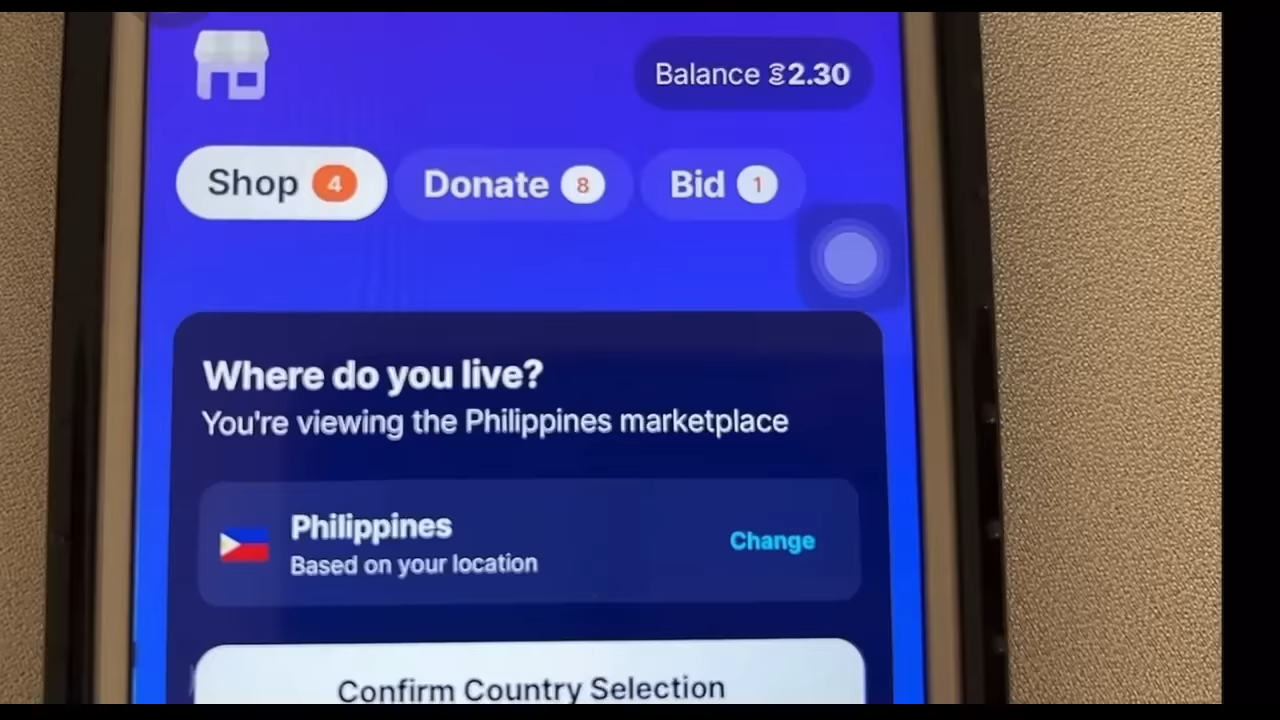 Balance 2.30
Shop 4 Donate 8 Bid 1
Where do you live?
You're viewing the Philippines marketplace
Philippines
Based on your location
Change
Confirm Country Selection